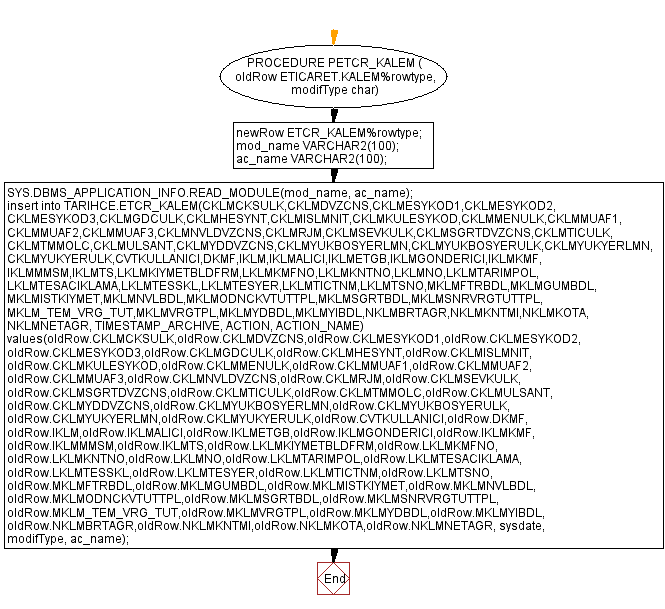 PROCEDURE PETCR_KALEM (
oldRow ETICARET.KALEM%rowtype,
modifType char)
newRow ETCR_KALEM%rowtype;
mod_name VARCHAR2(100);
ac_name VARCHAR2(100);
SYS.DBMS_APPLICATION_INFO.READ_MODULE(mod_name, ac_name);
insert into TARIHCE.ETCR_KALEM(CKLMCKSULK,CKLMDVZCNS,CKLMESYKOD1,CKLMESYKOD2,
CKLMESYKOD3,CKLMGDCULK,CKLMHESYNT,CKLMISLMNIT,CKLMKULESYKOD,CKLMMENULK,CKLMMUAF1,
CKLMMUAF2,CKLMMUAF3,CKLMNVLDVZCNS,CKLMRJM,CKLMSEVKULK,CKLMSGRTDVZCNS,CKLMTICULK,
CKLMTMMOLC,CKLMULSANT,CKLMYDDVZCNS,CKLMYUKBOSYERLMN,CKLMYUKBOSYERULK,CKLMYUKYERLMN,
CKLMYUKYERULK,CVTKULLANICI,DKMF,IKLM,IKLMALICI,IKLMETGB,IKLMGONDERICI,IKLMKMF,
IKLMMMSM,IKLMTS,LKLMKIYMETBLDFRM,LKLMKMFNO,LKLMKNTNO,LKLMNO,LKLMTARIMPOL,
LKLMTESACIKLAMA,LKLMTESSKL,LKLMTESYER,LKLMTICTNM,LKLMTSNO,MKLMFTRBDL,MKLMGUMBDL,
MKLMISTKIYMET,MKLMNVLBDL,MKLMODNCKVTUTTPL,MKLMSGRTBDL,MKLMSNRVRGTUTTPL,
MKLM_TEM_VRG_TUT,MKLMVRGTPL,MKLMYDBDL,MKLMYIBDL,NKLMBRTAGR,NKLMKNTMI,NKLMKOTA,
NKLMNETAGR, TIMESTAMP_ARCHIVE, ACTION, ACTION_NAME)
values(oldRow.CKLMCKSULK,oldRow.CKLMDVZCNS,oldRow.CKLMESYKOD1,oldRow.CKLMESYKOD2,
oldRow.CKLMESYKOD3,oldRow.CKLMGDCULK,oldRow.CKLMHESYNT,oldRow.CKLMISLMNIT,
oldRow.CKLMKULESYKOD,oldRow.CKLMMENULK,oldRow.CKLMMUAF1,oldRow.CKLMMUAF2,
oldRow.CKLMMUAF3,oldRow.CKLMNVLDVZCNS,oldRow.CKLMRJM,oldRow.CKLMSEVKULK,
oldRow.CKLMSGRTDVZCNS,oldRow.CKLMTICULK,oldRow.CKLMTMMOLC,oldRow.CKLMULSANT,
oldRow.CKLMYDDVZCNS,oldRow.CKLMYUKBOSYERLMN,oldRow.CKLMYUKBOSYERULK,
oldRow.CKLMYUKYERLMN,oldRow.CKLMYUKYERULK,oldRow.CVTKULLANICI,oldRow.DKMF,
oldRow.IKLM,oldRow.IKLMALICI,oldRow.IKLMETGB,oldRow.IKLMGONDERICI,oldRow.IKLMKMF,
oldRow.IKLMMMSM,oldRow.IKLMTS,oldRow.LKLMKIYMETBLDFRM,oldRow.LKLMKMFNO,
oldRow.LKLMKNTNO,oldRow.LKLMNO,oldRow.LKLMTARIMPOL,oldRow.LKLMTESACIKLAMA,
oldRow.LKLMTESSKL,oldRow.LKLMTESYER,oldRow.LKLMTICTNM,oldRow.LKLMTSNO,
oldRow.MKLMFTRBDL,oldRow.MKLMGUMBDL,oldRow.MKLMISTKIYMET,oldRow.MKLMNVLBDL,
oldRow.MKLMODNCKVTUTTPL,oldRow.MKLMSGRTBDL,oldRow.MKLMSNRVRGTUTTPL,
oldRow.MKLM_TEM_VRG_TUT,oldRow.MKLMVRGTPL,oldRow.MKLMYDBDL,oldRow.MKLMYIBDL,
oldRow.NKLMBRTAGR,oldRow.NKLMKNTMI,oldRow.NKLMKOTA,oldRow.NKLMNETAGR, sysdate,
modifType, ac_name);
End